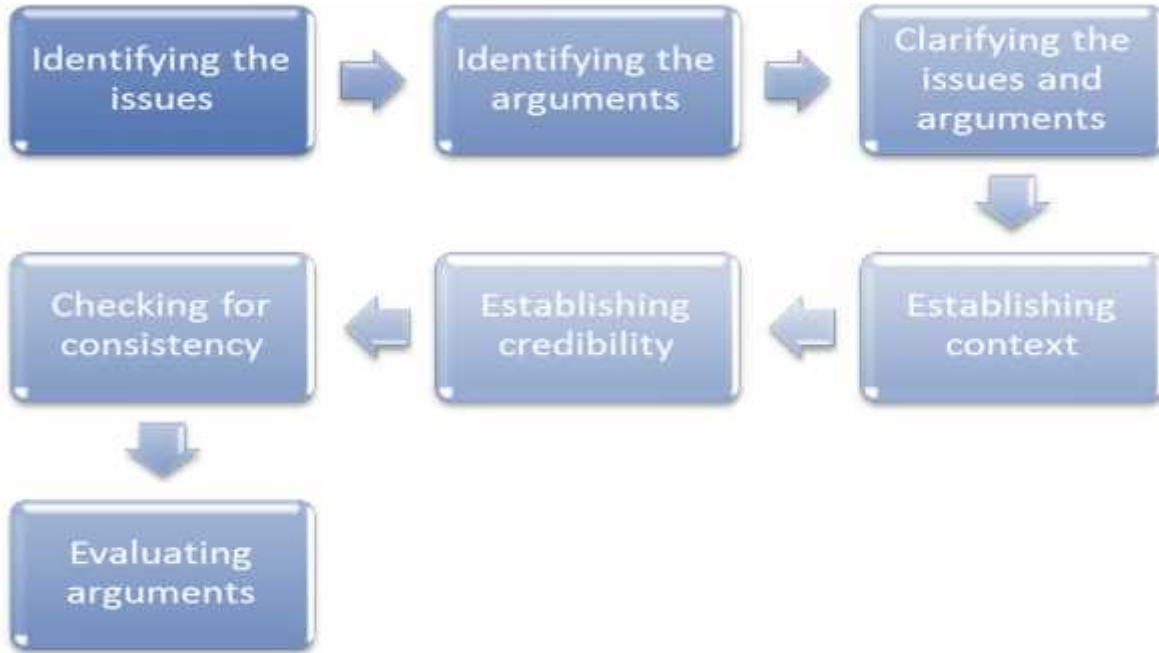 Identifying the
issues
Identifying the
arguments
Clarifying the
issues and
arguments
Establishing
context
Establishing
credibility
Checking for
consistency
Evaluating
arguments